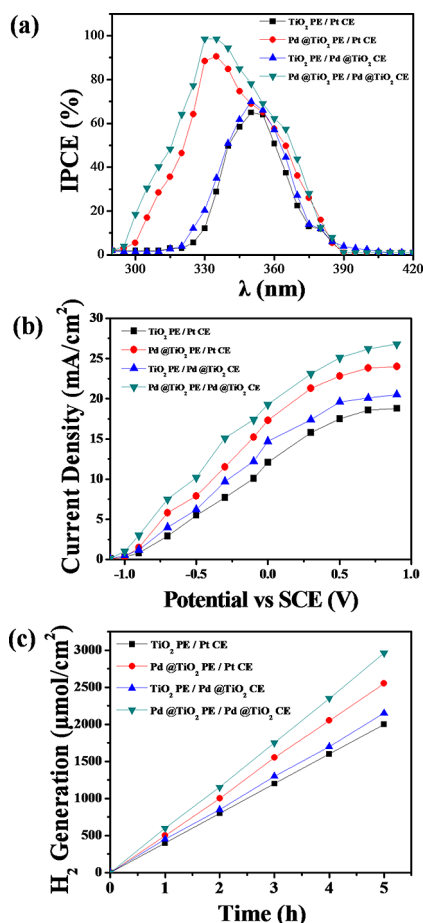 (a)
TiO₂ PE / Pt CE
Pd @TiO₂ PE / Pt CE
TiO₂ PE / Pd @TiO₂ CE
Pd @TiO₂ PE / Pd @TiO₂ CE
IPCE (%)
100
80
60
40
20
0
300 330 360 390 420
λ (nm)
(b)
TiO₂ PE / Pt CE
Pd @TiO₂ PE / Pt CE
TiO₂ PE / Pd@TiO₂ CE
Pd @TiO₂ PE / Pd @TiO₂ CE
Current Density (mA/cm²)
30
25
20
15
10
5
0
-1.0 -0.5 0.0 0.5 1.0
Potential vs SCE (V)
(c)
TiO₂ PE / Pt CE
Pd @TiO₂ PE / Pt CE
TiO₂ PE / Pd@TiO₂ CE
Pd @TiO₂ PE / Pd @TiO₂ CE
H₂ Generation (μmol/cm²)
3000
2500
2000
1500
1000
500
0
0 1 2 3 4 5
Time (h)